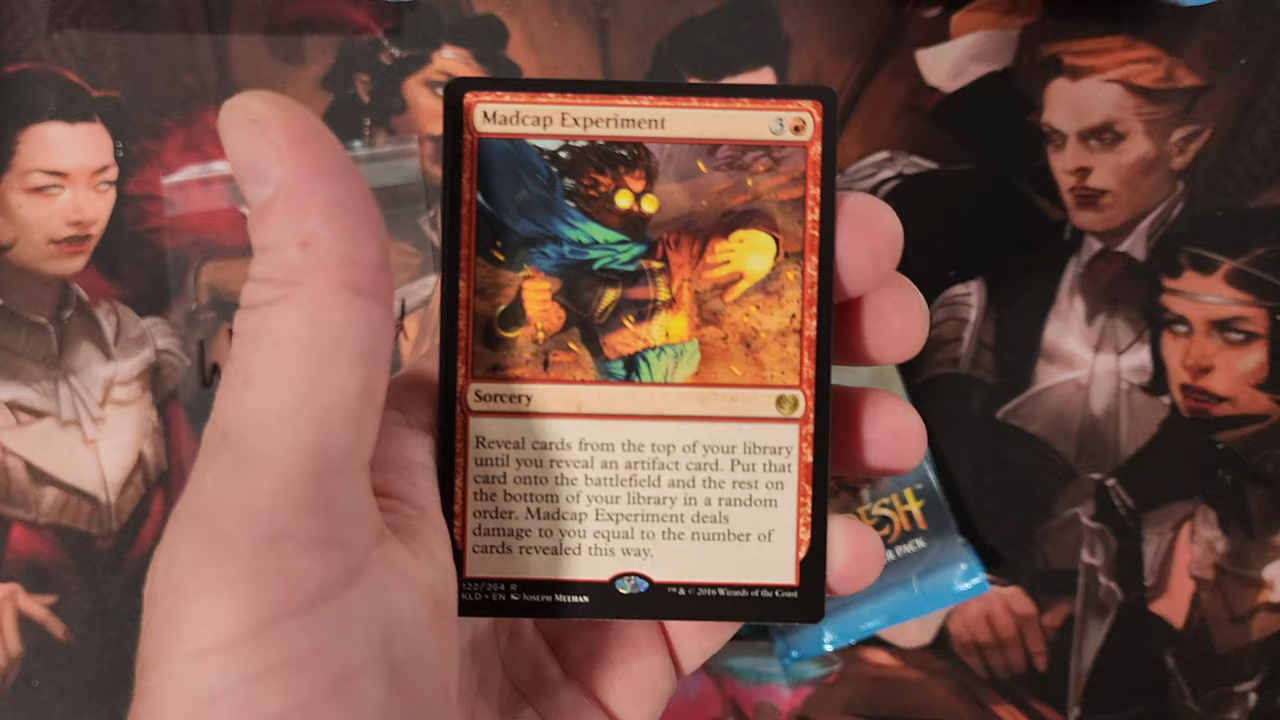 Madcap Experiment 3
Sorcery
Reveal cards from the top of your library
until you reveal an artifact card. Put that
card onto the battlefield and the rest on
the bottom of your library in a random
order. Madcap Experiment deals
damage to you equal to the number of
cards revealed this way.
122/264 R
KLD • EN Joseph Meehan
™ & © 2016 Wizards of the Coast
ESH
R PACK